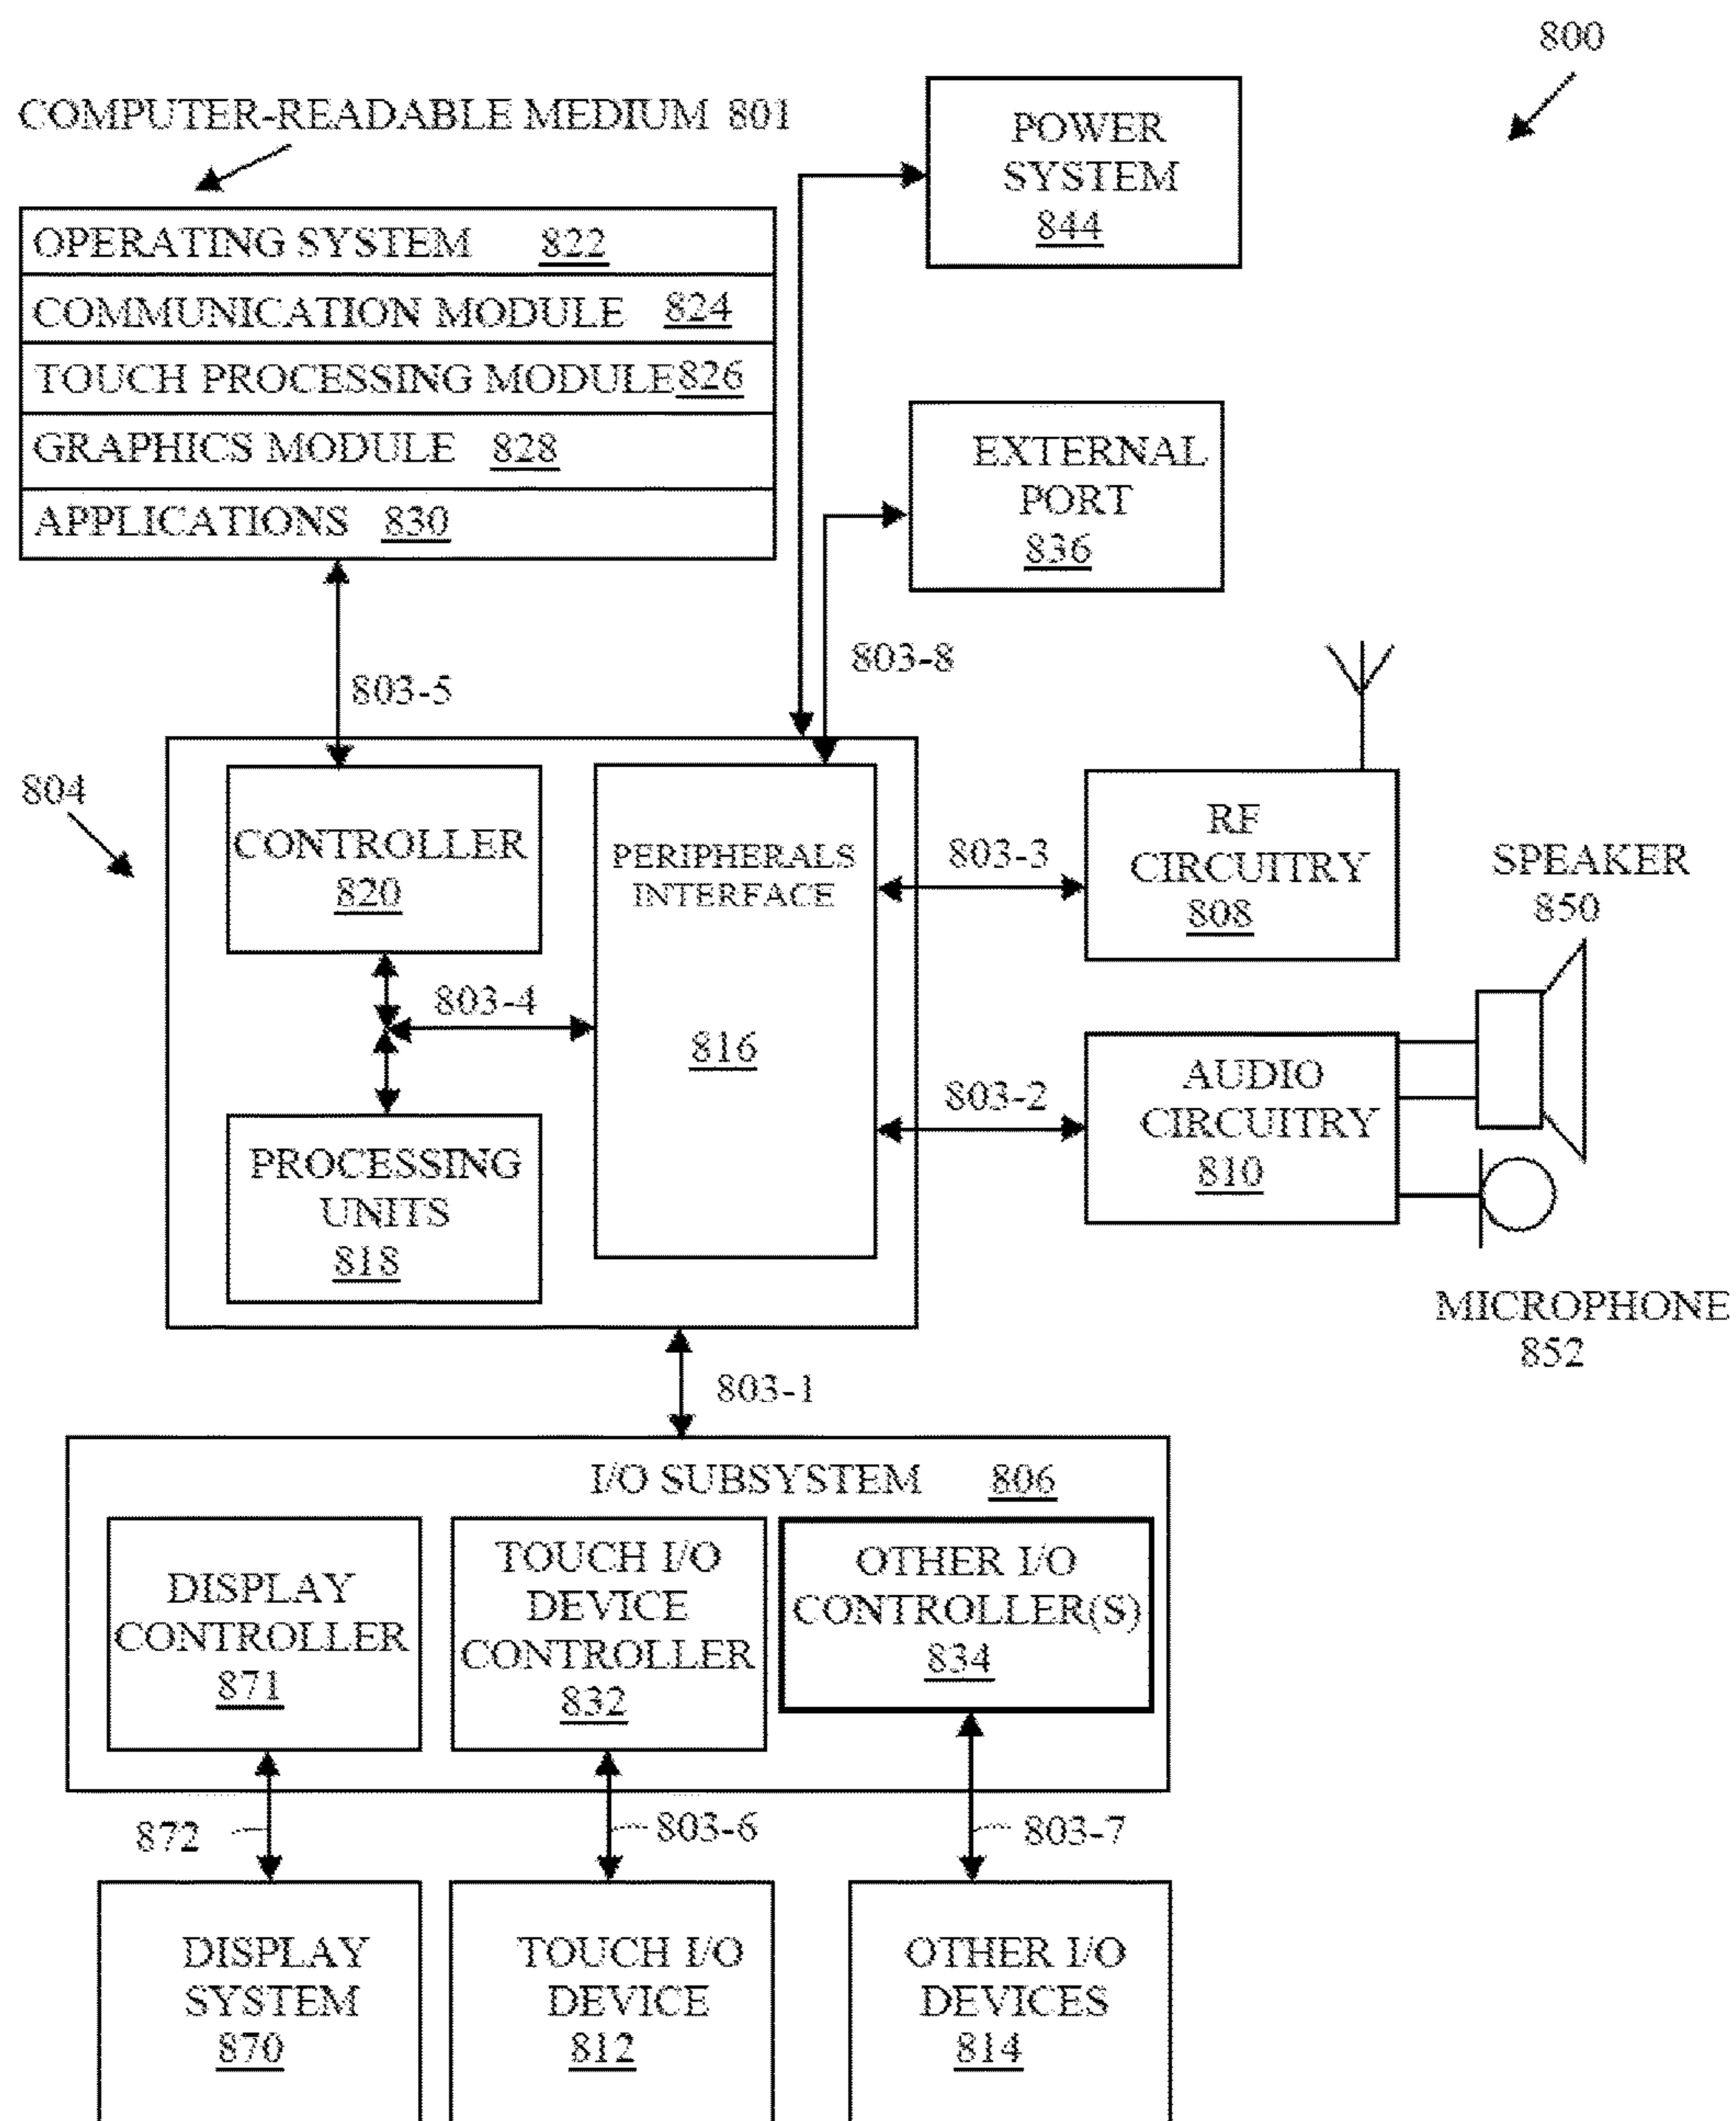 800
COMPUTER-READABLE MEDIUM 801
OPERATING SYSTEM 822
COMMUNICATION MODULE 824
TOUCH PROCESSING MODULE 826
GRAPHICS MODULE 828
APPLICATIONS 830
POWER
SYSTEM
844
EXTERNAL
PORT
836
803-8
803-5
804
CONTROLLER
820
PERIPHERALS
INTERFACE
816
803-4
PROCESSING
UNITS
818
803-3
RF
CIRCUITRY
808
SPEAKER
850
803-2
AUDIO
CIRCUITRY
810
MICROPHONE
852
803-1
I/O SUBSYSTEM 806
DISPLAY
CONTROLLER
871
TOUCH I/O
DEVICE
CONTROLLER
832
OTHER I/O
CONTROLLER(S)
834
872
803-6
803-7
DISPLAY
SYSTEM
870
TOUCH I/O
DEVICE
812
OTHER I/O
DEVICES
814